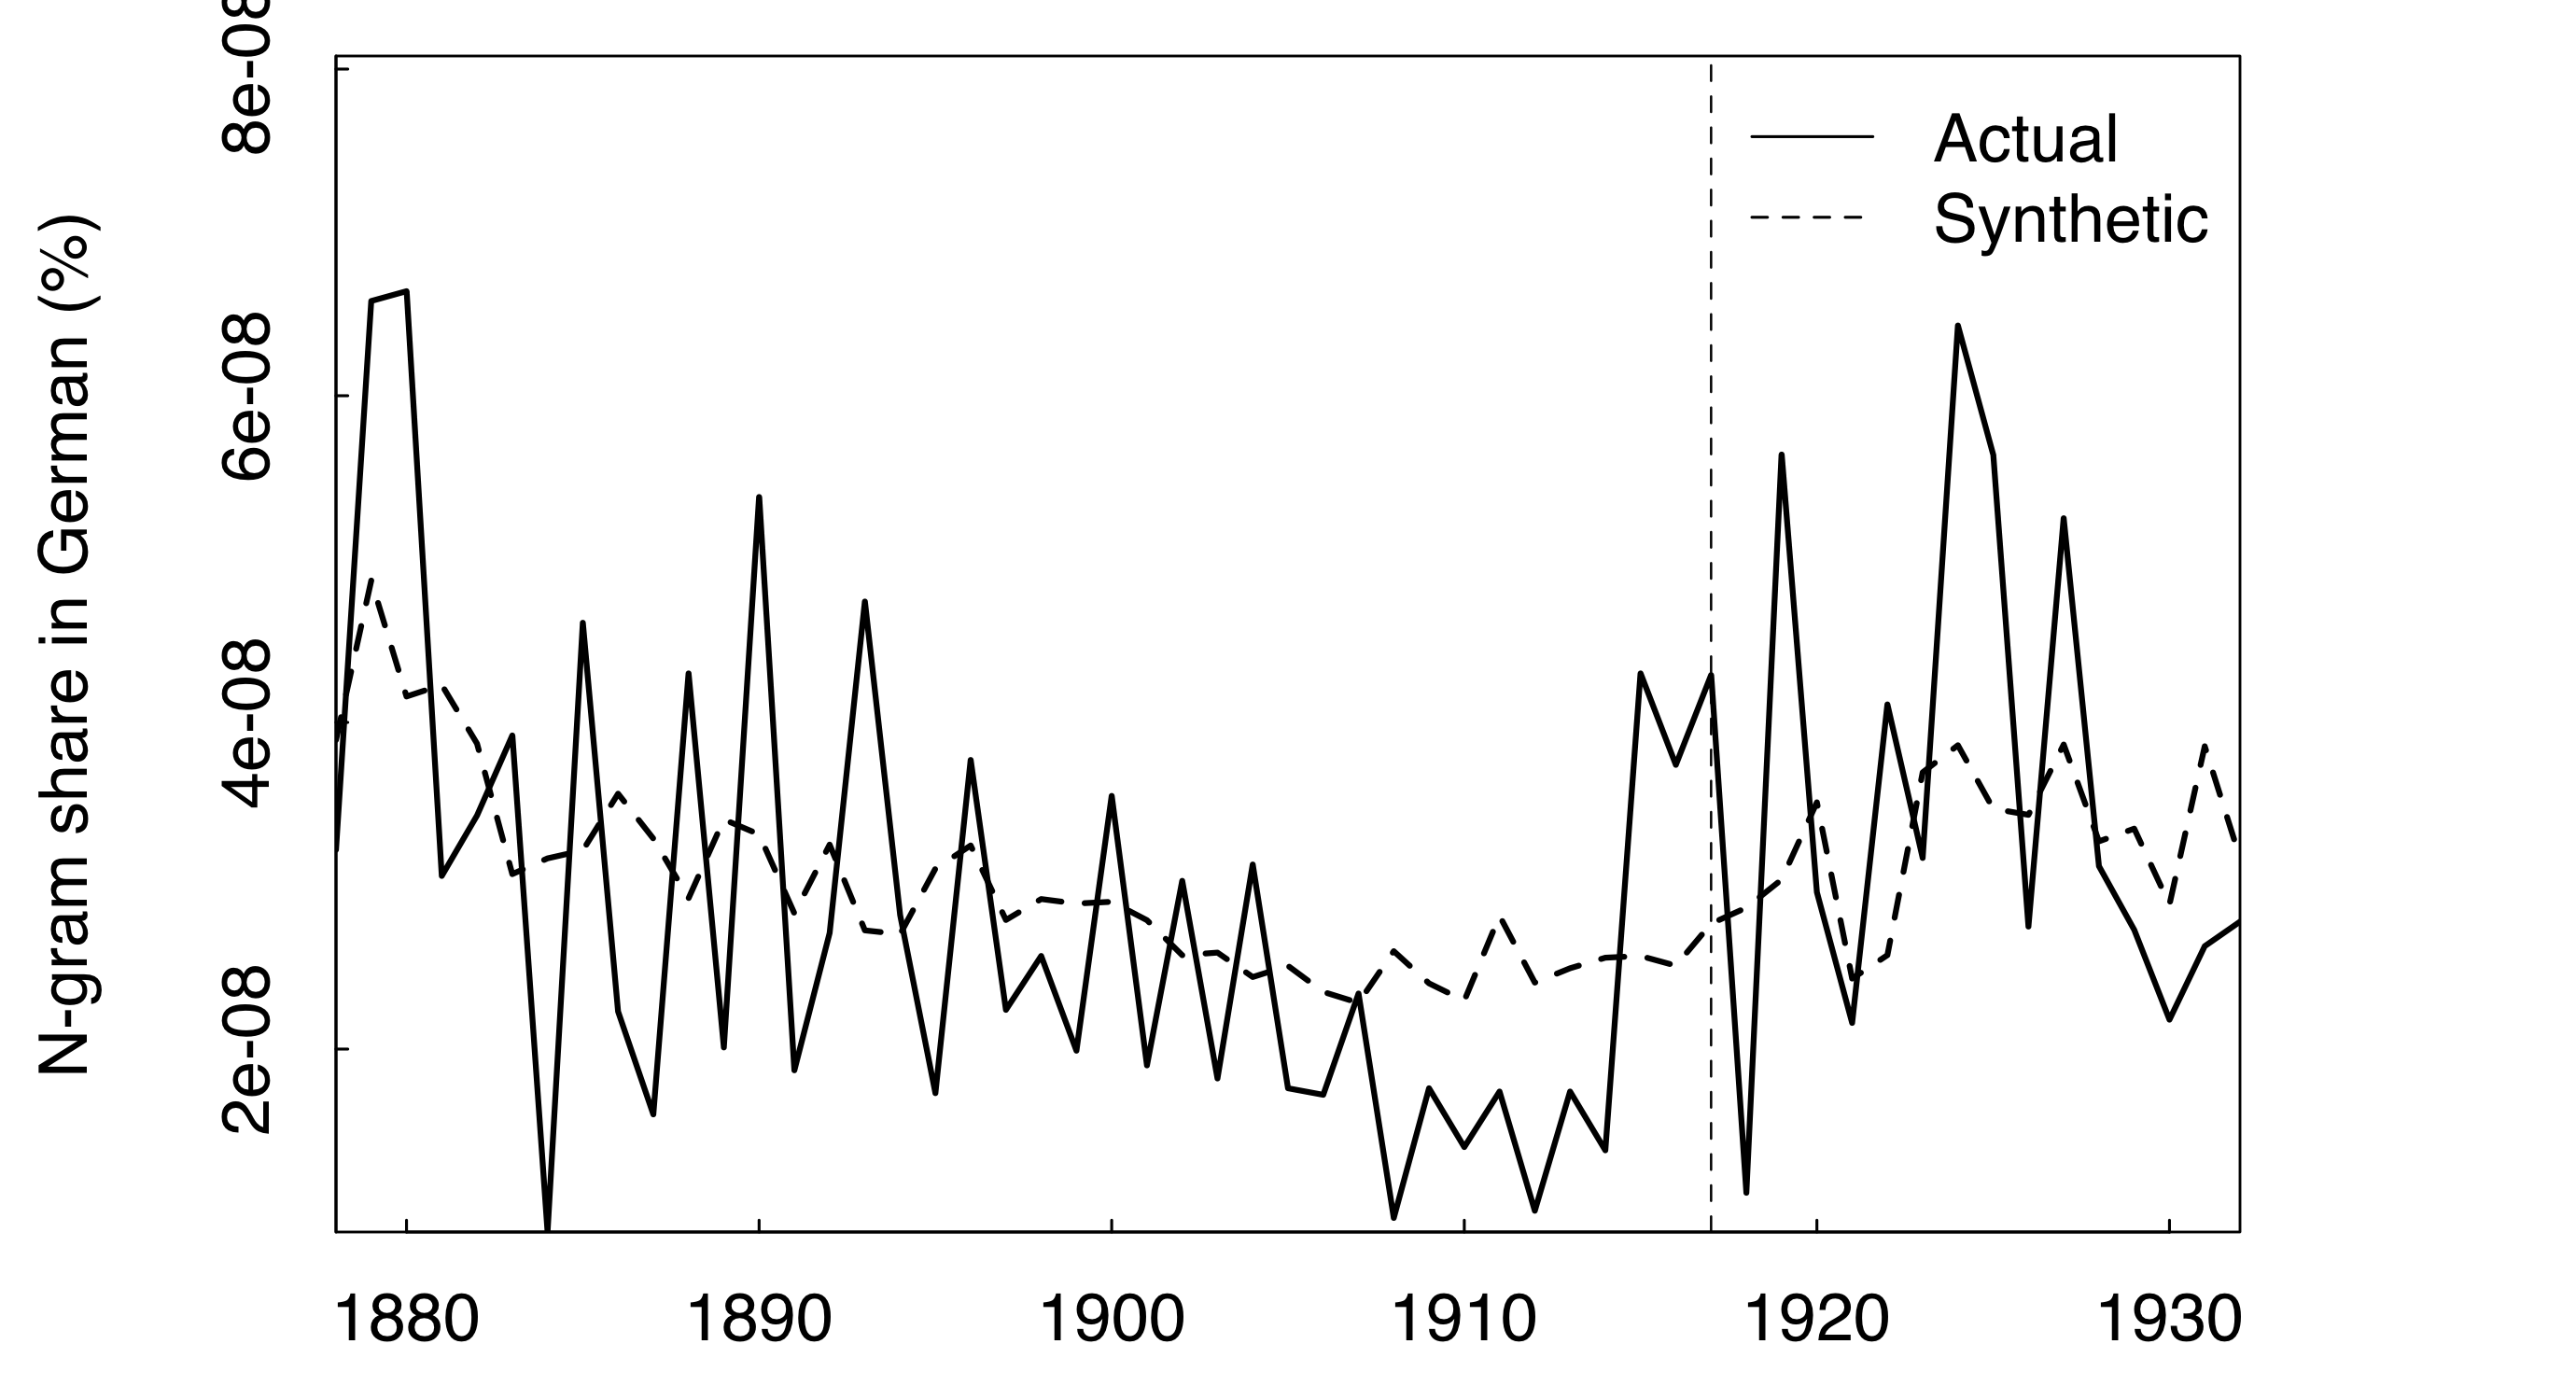 N-gram share in German (%)
8e-08
6e-08
4e-08
2e-08
Actual
Synthetic
1880 1890 1900 1910 1920 1930